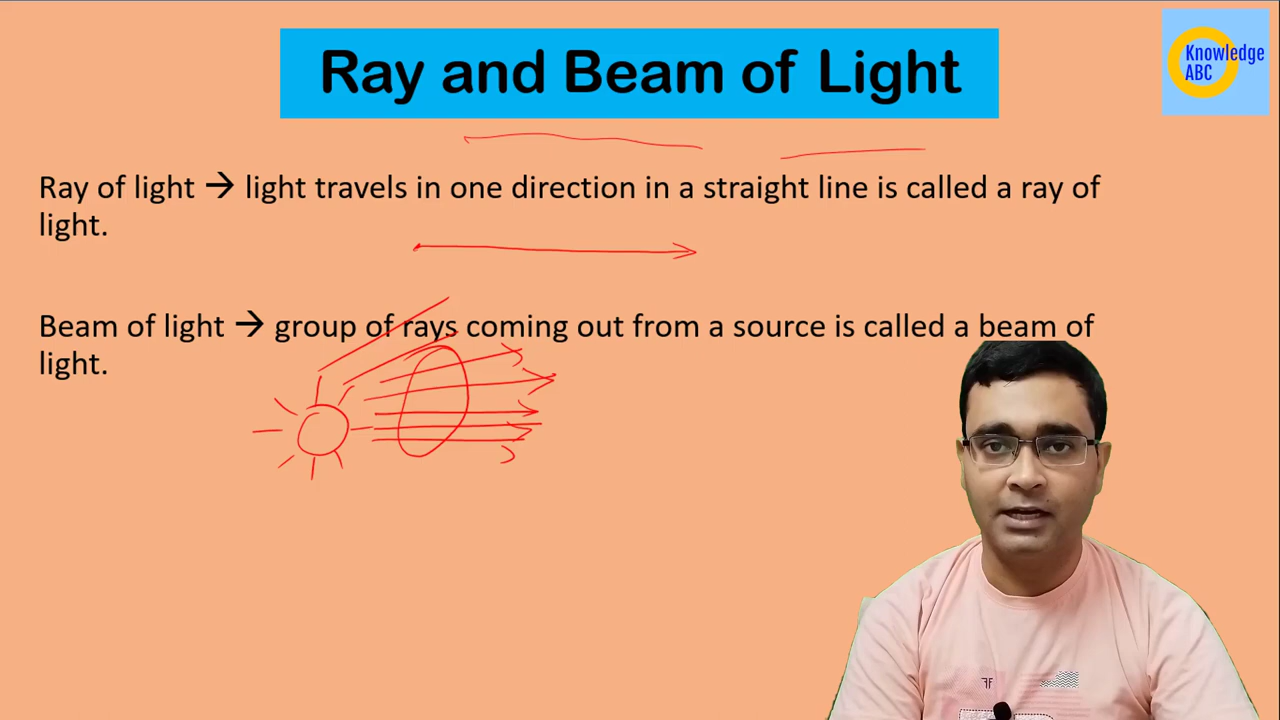 Ray and Beam of Light
Knowledge
ABC
Ray of light → light travels in one direction in a straight line is called a ray of
light.
Beam of light → group of rays coming out from a source is called a beam of
light.